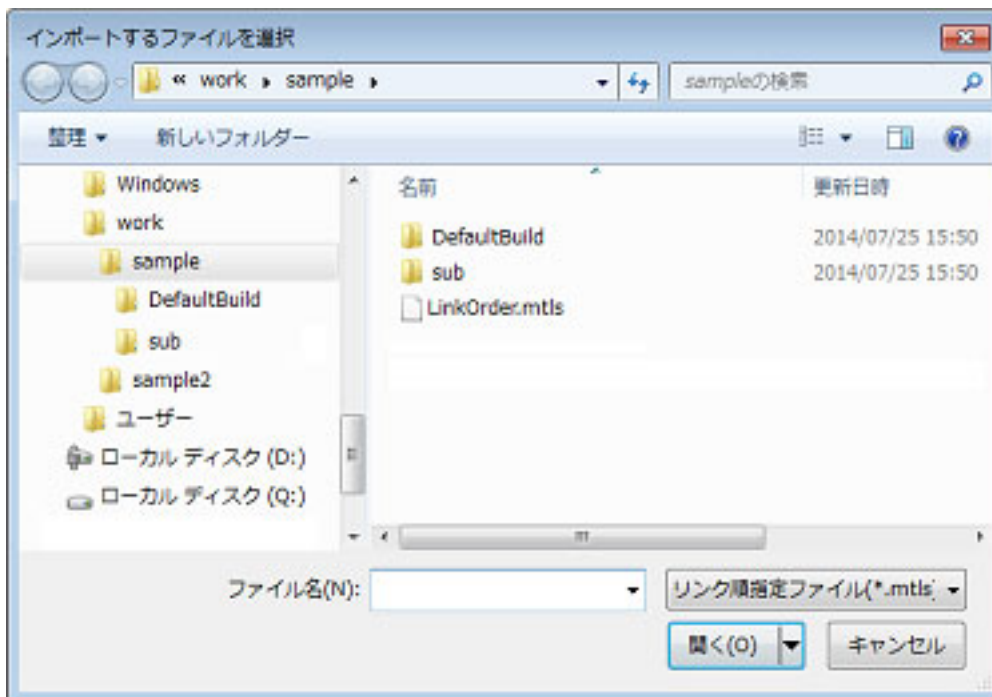 インポートするファイルを選択
« work sample
sampleの検索
整理 新しいフォルダー
Windows
work
sample
DefaultBuild
sub
sample2
ユーザー
ローカル ディスク (D:)
ローカル ディスク (Q:)
名前 更新日時
DefaultBuild 2014/07/25 15:50
sub 2014/07/25 15:50
LinkOrder.mtls
ファイル名(N):
リンク順指定ファイル(*.mtls)
開く(O) キャンセル